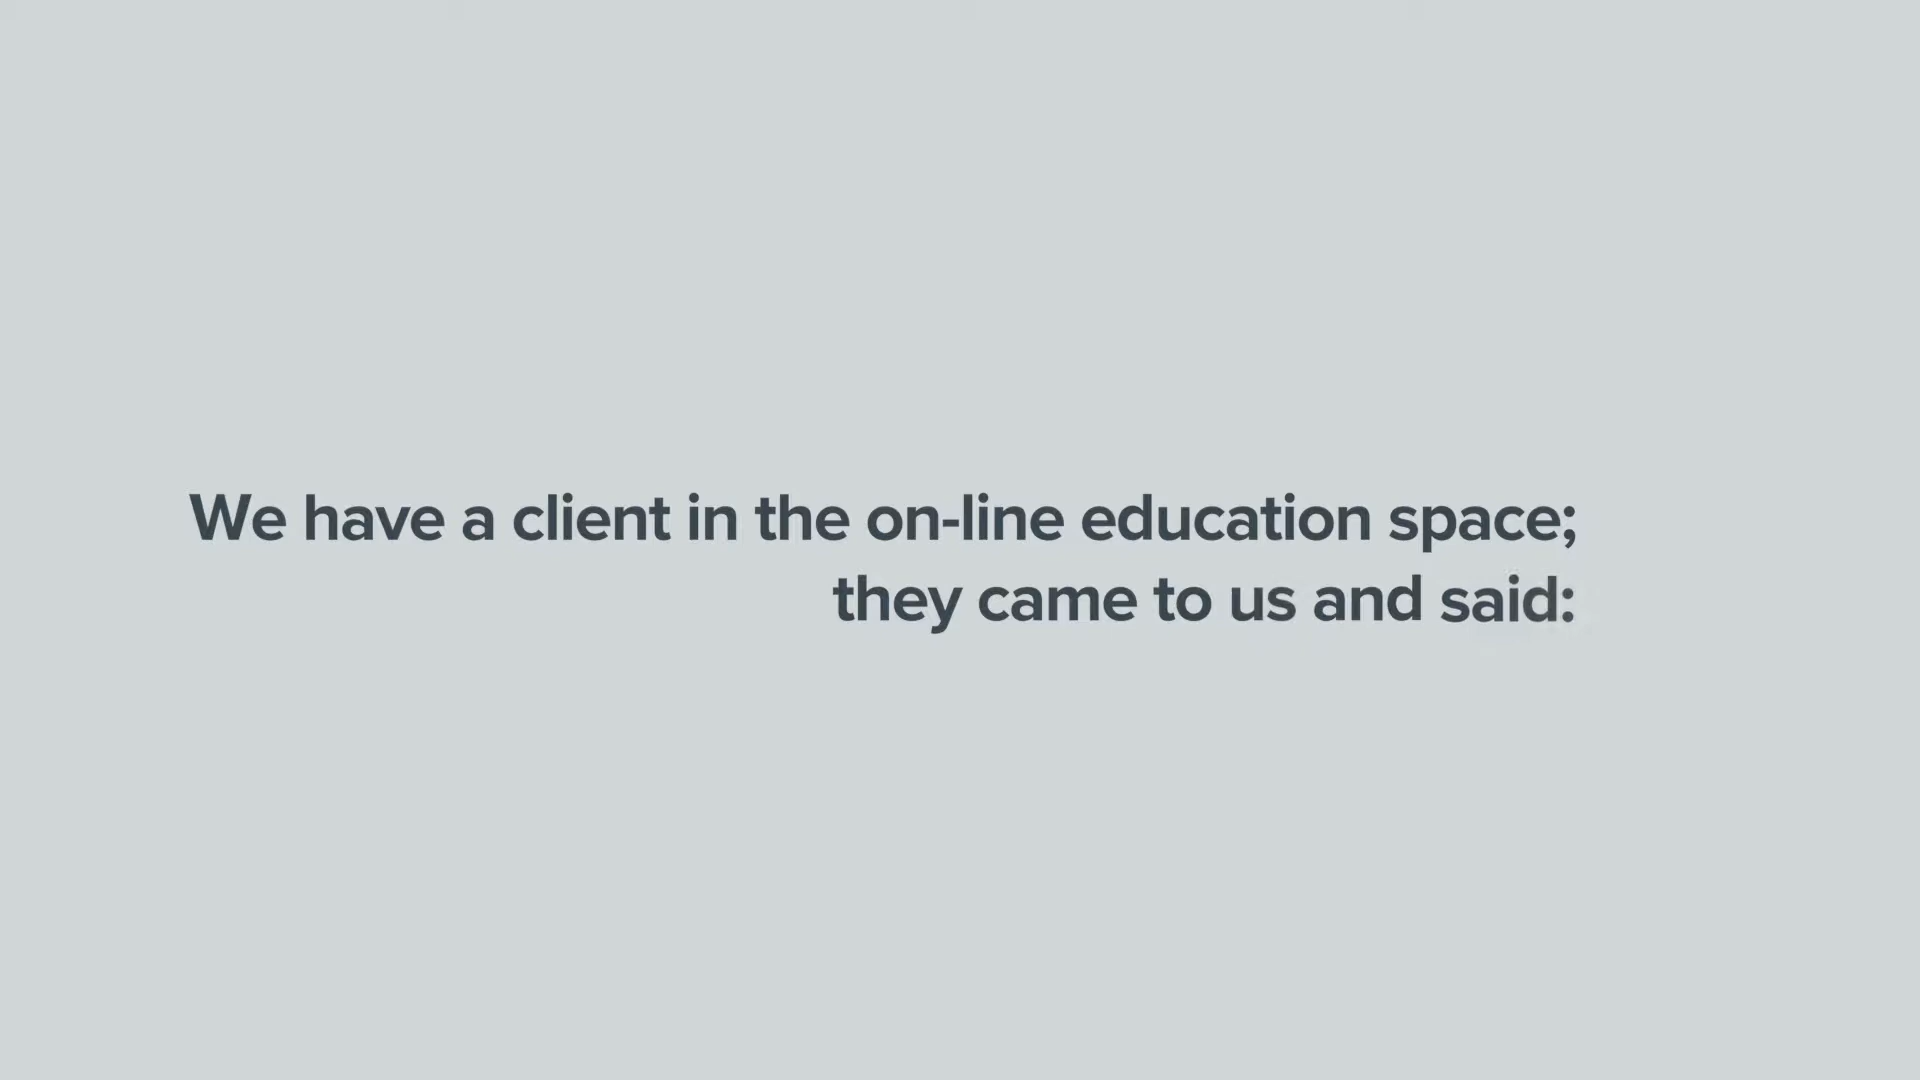 We have a client in the on-line education space;
they came to us and said: